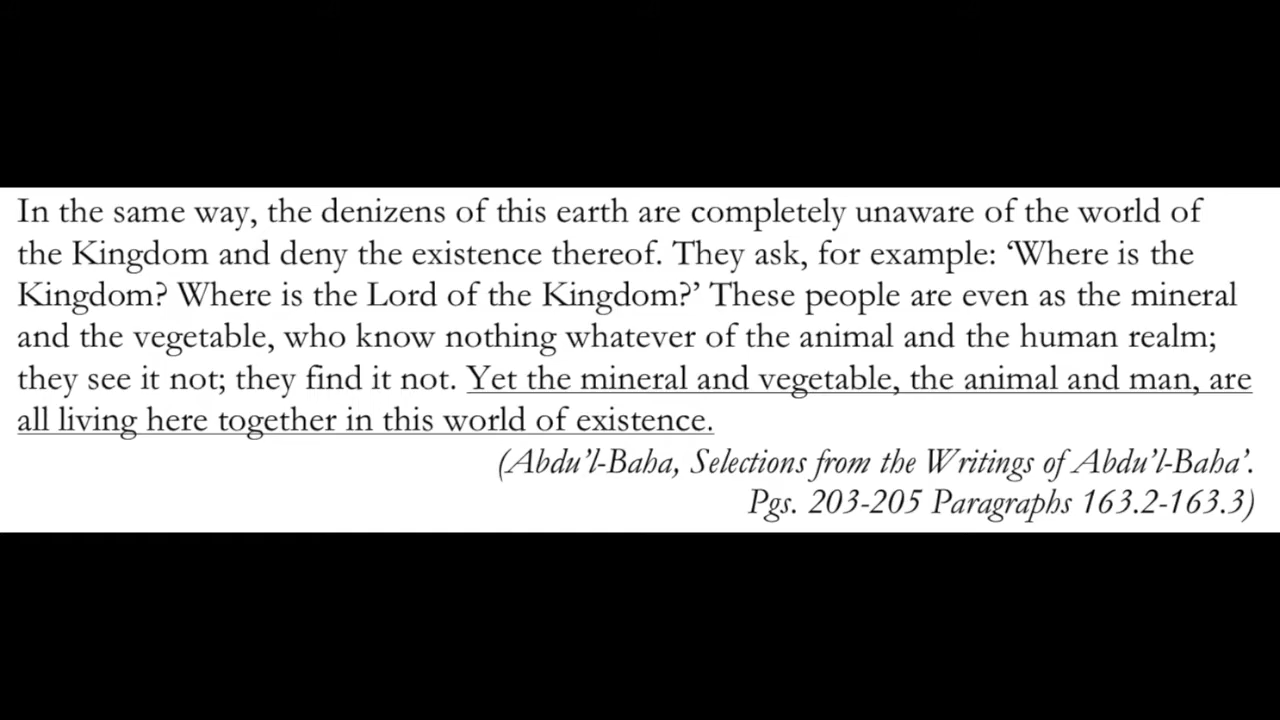 In the same way, the denizens of this earth are completely unaware of the world of
the Kingdom and deny the existence thereof. They ask, for example: ‘Where is the
Kingdom? Where is the Lord of the Kingdom?’ These people are even as the mineral
and the vegetable, who know nothing whatever of the animal and the human realm;
they see it not; they find it not. Yet the mineral and vegetable, the animal and man, are
all living here together in this world of existence.
(Abdu’l-Baha, Selections from the Writings of Abdu’l-Baha’.
Pgs. 203-205 Paragraphs 163.2-163.3)